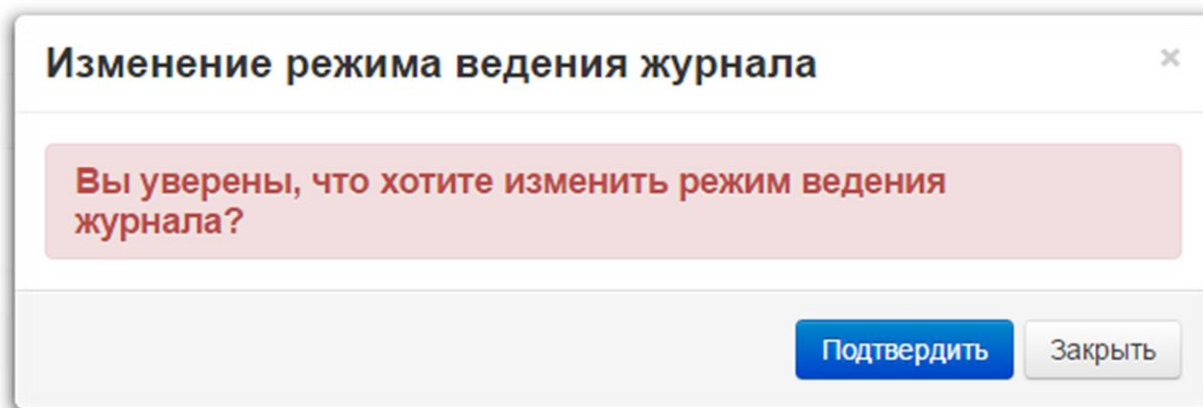 Изменение режима ведения журнала
×
Вы уверены, что хотите изменить режим ведения
журнала?
Подтвердить Закрыть